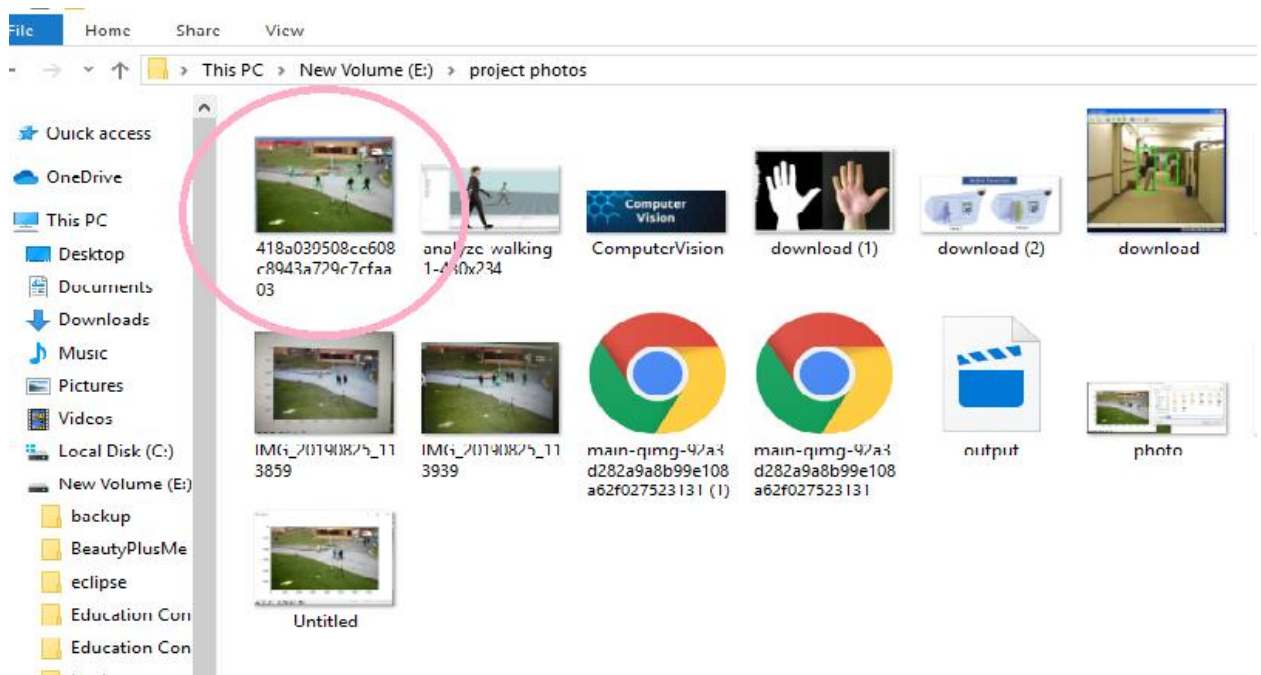 File Home Share View
This PC > New Volume (E:) > project photos
Quick access
OneDrive
This PC
Desktop
Documents
Downloads
Music
Pictures
Videos
Local Disk (C:)
New Volume (E:)
backup
BeautyPlusMe
eclipse
Education Con
Education Con
Computer
Vision
418a039508ce608
c8943a729c7cfaa
03
analyze-walking
1-480x234
ComputerVision
download (1)
download (2)
download
IMG_20190825_11
3859
IMG_20190825_11
3939
main-qimg-92a3
d282a9a8b99e108
a62f027523131 (1)
main-qimg-92a3
d282a9a8b99e108
a62f027523131
output
photo
Untitled